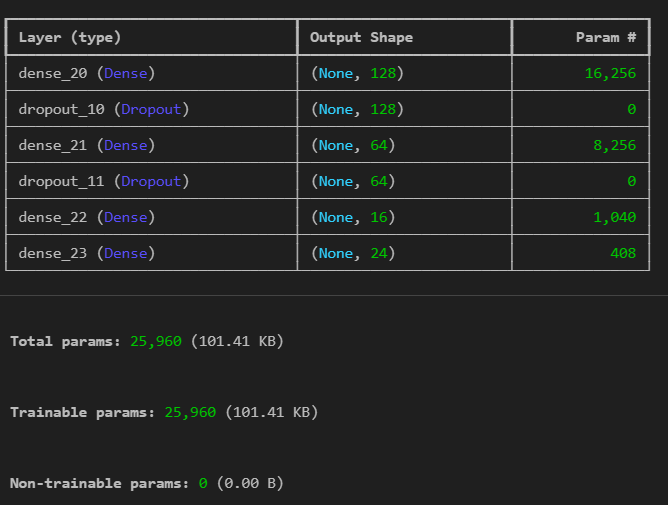 Layer (type) Output Shape Param #
dense_20 (Dense) (None, 128) 16,256
dropout_10 (Dropout) (None, 128) 0
dense_21 (Dense) (None, 64) 8,256
dropout_11 (Dropout) (None, 64) 0
dense_22 (Dense) (None, 16) 1,040
dense_23 (Dense) (None, 24) 408
Total params: 25,960 (101.41 KB)
Trainable params: 25,960 (101.41 KB)
Non-trainable params: 0 (0.00 B)